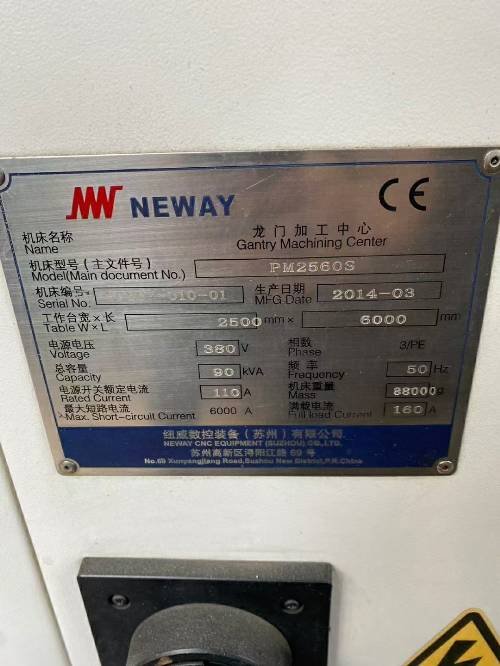 NEWAY CE
机床名称 龙门加工中心
Name Gantry Machining Center
机床型号(主文件号)
Model(Main document No.) PM2560S
机床编号 生产日期
Serial No. 010-01 MFG Date 2014-03
工作台宽×长
Table W×L 2500 mm× 6000 mm
电源电压 相数 3/PE
Voltage 380 V Phase
总容量 频率
Capacity 90 kVA Frequency 50 Hz
电源开关额定电流 机床重量
Rated Current 110 A Mass 88000
最大短路电流 满载电流
Max. Short-circuit Current 6000 A Full load Current 160 A
纽威数控装备(苏州)有限公司
NEWAY CNC EQUIPMENT (SUZHOU) CO.,LTD.
苏州高新区浔阳江路 69 号
No.69 Xunyangjiang Road,Suzhou New District,P.R.China